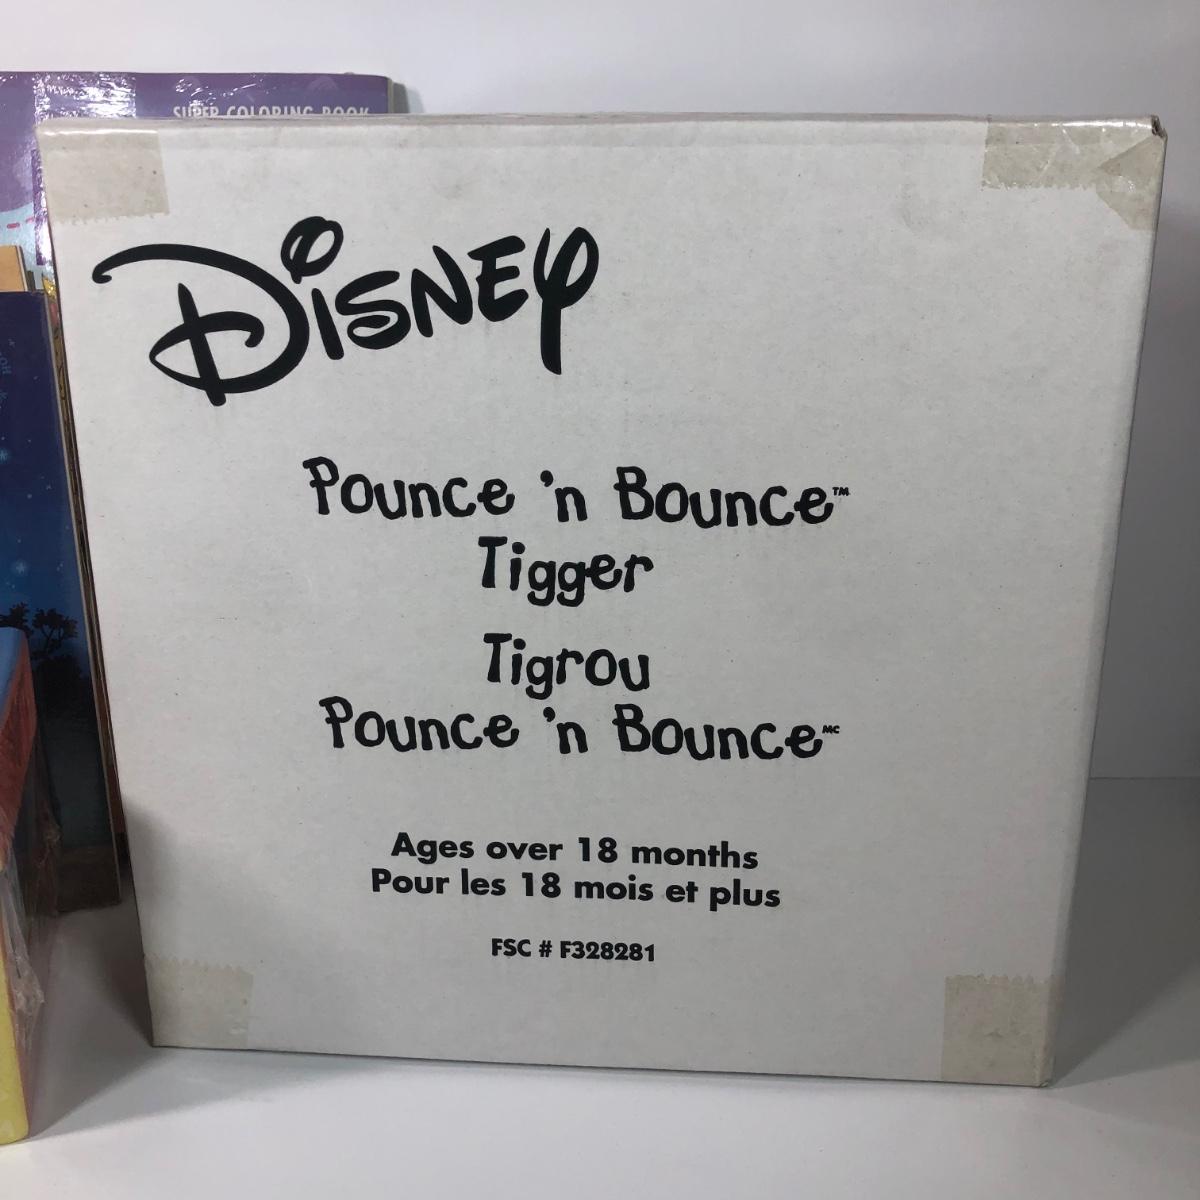 SUPER COLORING BOOK
DISNEY
Pounce 'n Bounce™
Tigger
Tigrou
Pounce 'n Bounce MC
Ages over 18 months
Pour les 18 mois et plus
FSC # F328281